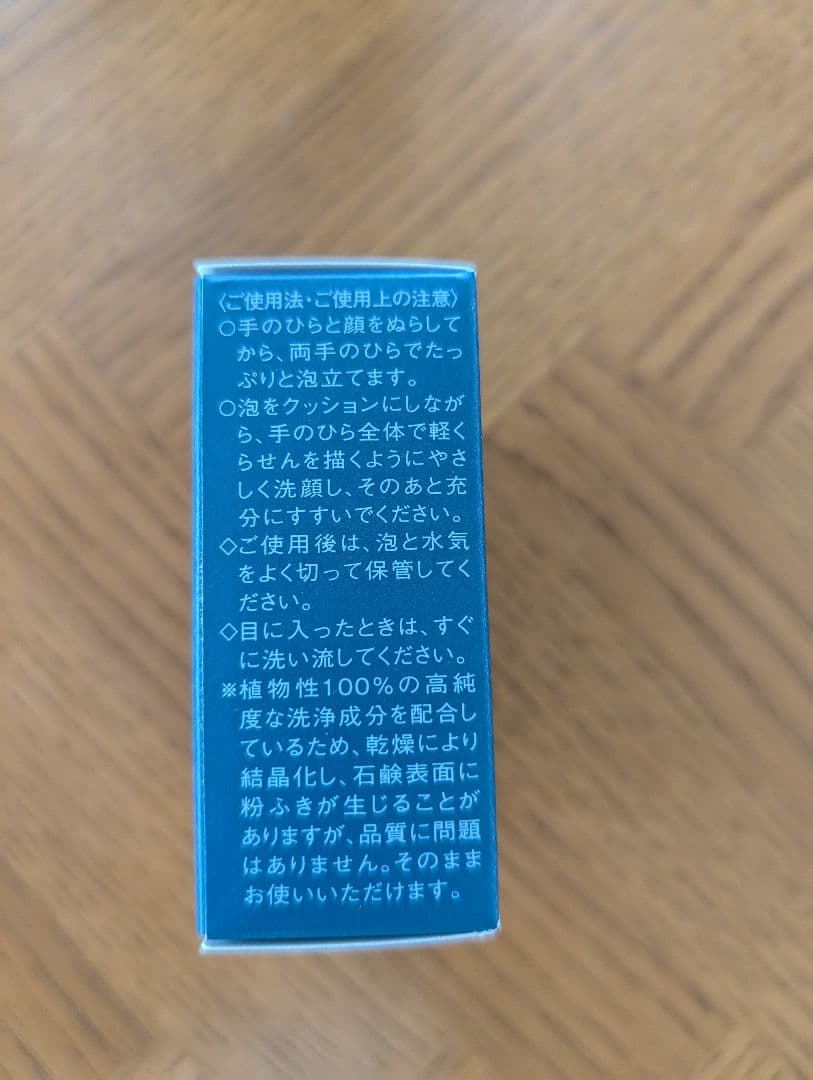 〈ご使用法・ご使用上の注意〉
○手のひらと顔をぬらして
から、両手のひらでたっ
ぷりと泡立てます。
○泡をクッションにしなが
ら、手のひら全体で軽く
らせんを描くようにやさ
しく洗顔し、そのあと充
分にすすいでください。
◇ご使用後は、泡と水気
をよく切って保管してく
ださい。
◇目に入ったときは、すぐ
に洗い流してください。
※植物性100％の高純
度な洗浄成分を配合し
ているため、乾燥により
結晶化し、石鹸表面に
粉ふきが生じることが
ありますが、品質に問題
はありません。そのまま
お使いいただけます。